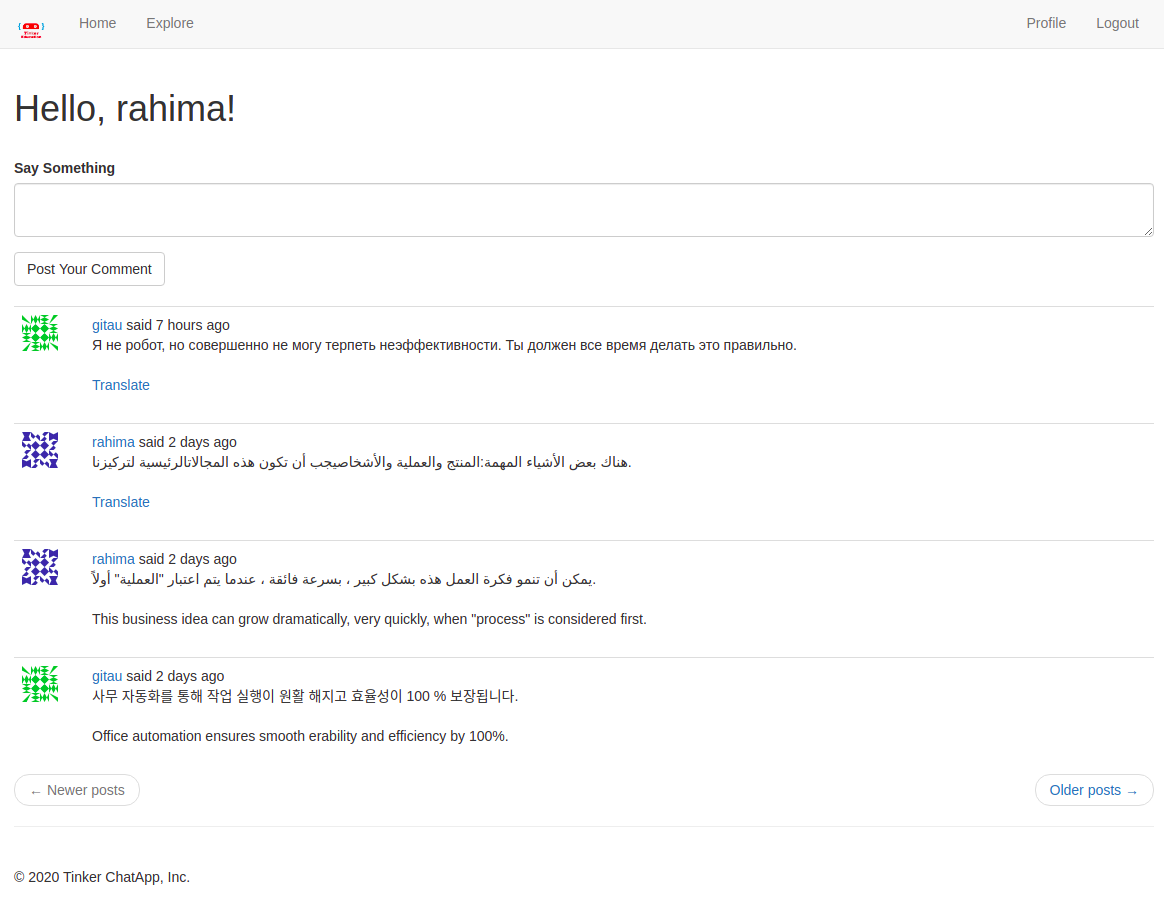 Tinker
Home
Explore
Profile
Logout
Hello, rahima!
Say Something
Post Your Comment
gitau said 7 hours ago
Я не робот, но совершенно не могу терпеть неэффективности. Ты должен все время делать это правильно.
Translate
rahima said 2 days ago
هناك بعض الأشياء المهمة:المنتج والعملية والأشخاصيجب أن تكون هذه المجالاتالرئيسية لتركيزنا.
Translate
rahima said 2 days ago
يمكن أن تنمو فكرة العمل هذه بشكل كبير ، بسرعة فائقة ، عندما يتم اعتبار "العملية" أولاً.
This business idea can grow dramatically, very quickly, when "process" is considered first.
gitau said 2 days ago
사무 자동화를 통해 작업 실행이 원활 해지고 효율성이 100 % 보장됩니다.
Office automation ensures smooth erability and efficiency by 100%.
← Newer posts
Older posts →
© 2020 Tinker ChatApp, Inc.